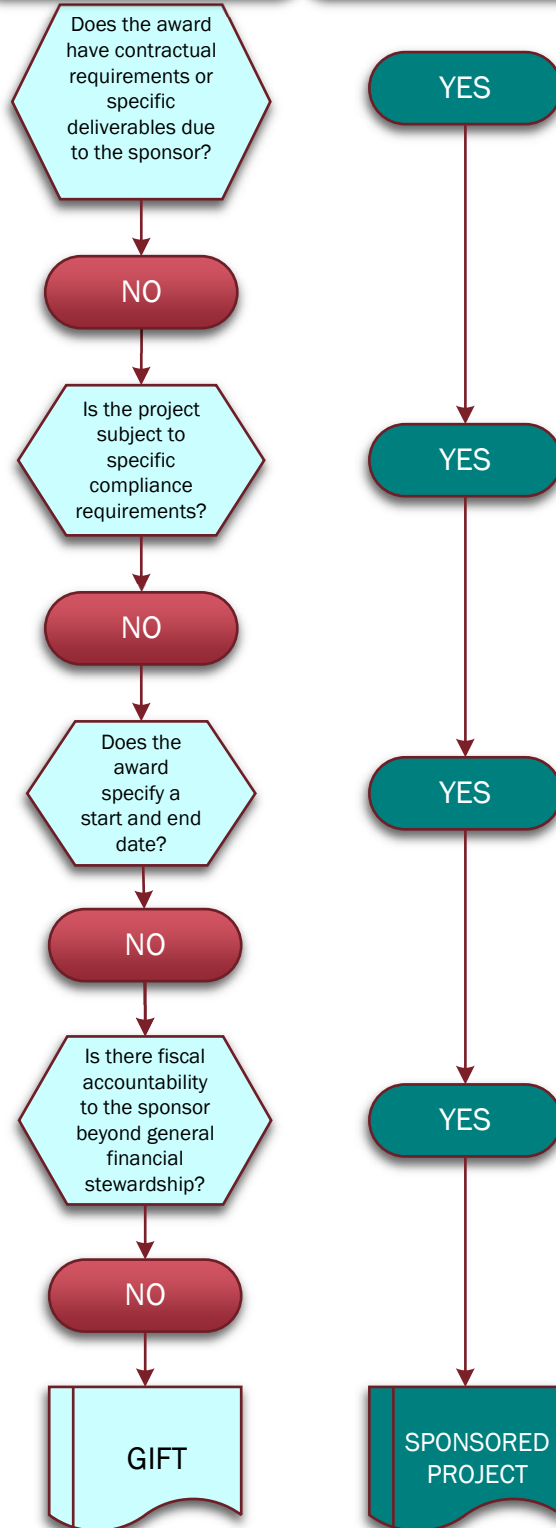 Does the award
have contractual
requirements or
specific
deliverables due
to the sponsor?
YES
NO
Is the project
subject to
specific
compliance
requirements?
YES
NO
Does the
award
specify a
start and end
date?
YES
NO
Is there fiscal
accountability
to the sponsor
beyond general
financial
stewardship?
YES
NO
GIFT
SPONSORED
PROJECT